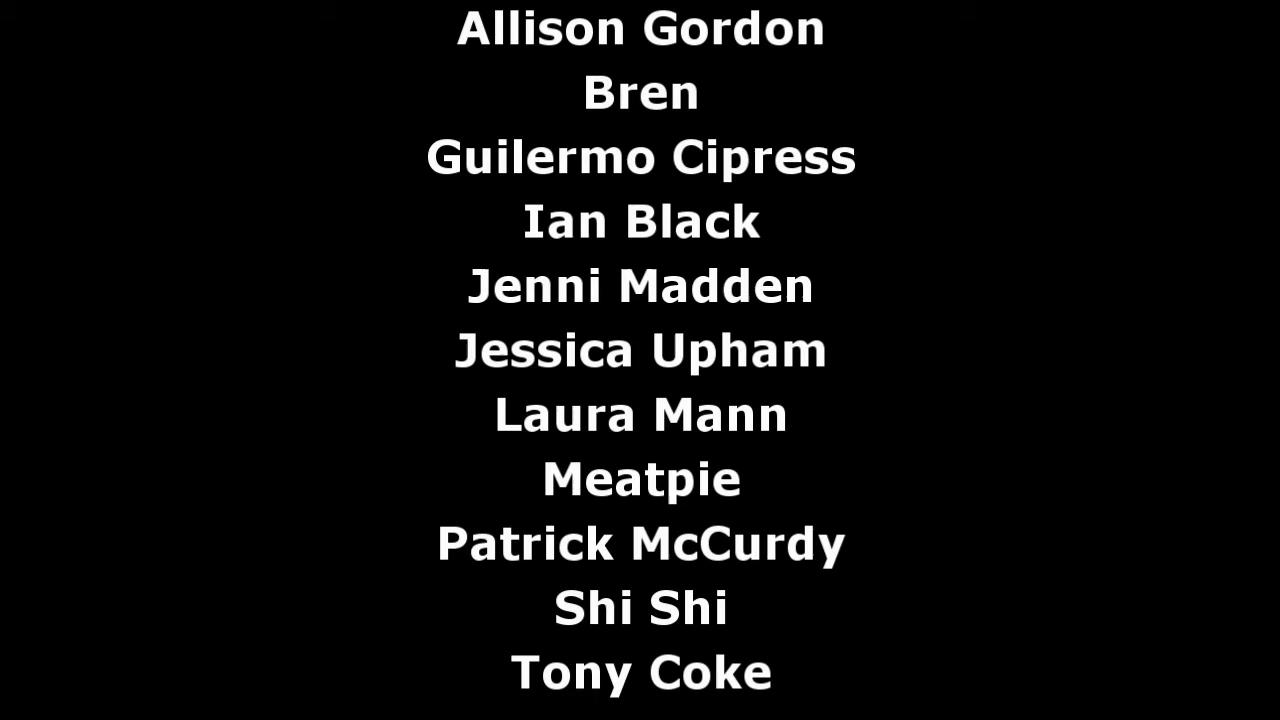 Allison Gordon
Bren
Guilermo Cipress
Ian Black
Jenni Madden
Jessica Upham
Laura Mann
Meatpie
Patrick McCurdy
Shi Shi
Tony Coke